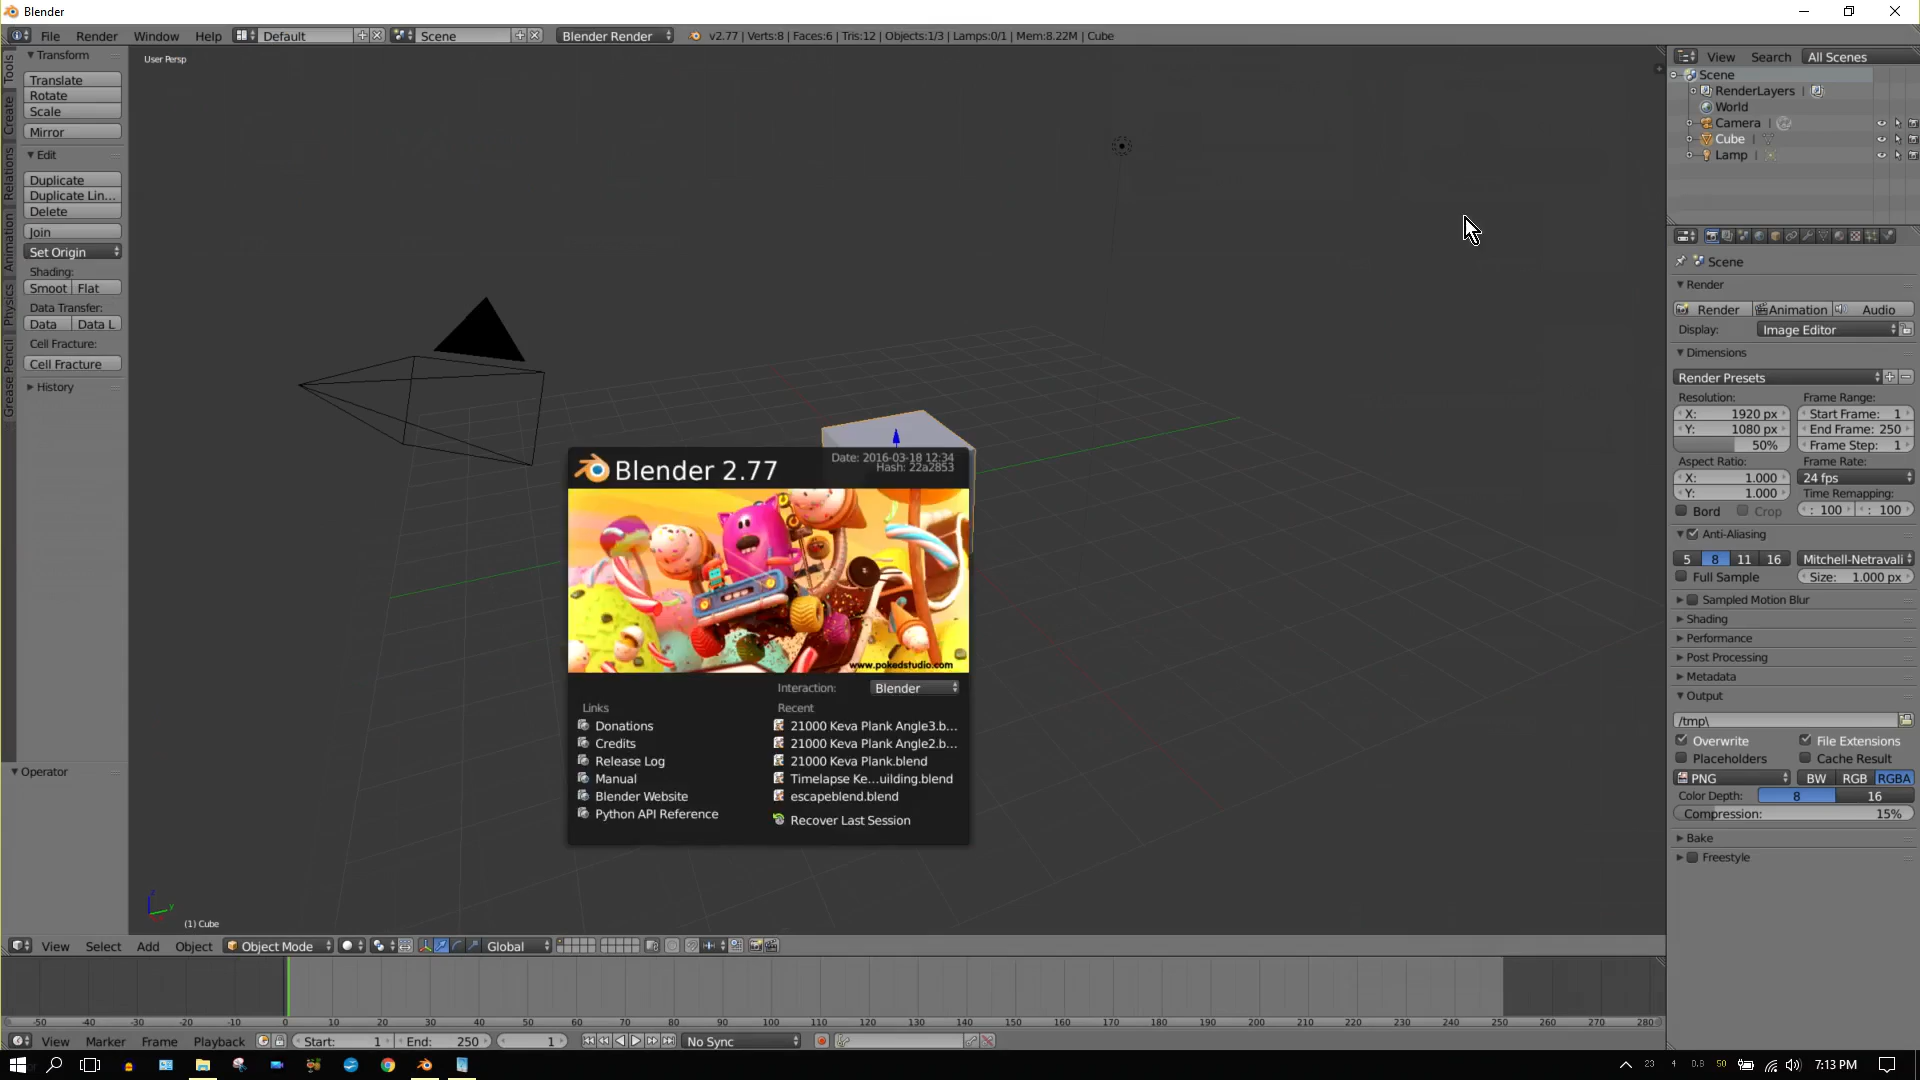 Blender
File Render Window Help Default Scene Blender Render v2.77 | Verts:8 | Faces:6 | Tris:12 | Objects:1/3 | Lamps:0/1 | Mem:8.22M | Cube
Tools
Create
Relations
Animation
Physics
Grease Pencil
Transform
Translate
Rotate
Scale
Mirror
Edit
Duplicate
Duplicate Lin...
Delete
Join
Set Origin
Shading:
Smoot Flat
Data Transfer:
Data Data L
Cell Fracture:
Cell Fracture
History
Operator
User Persp
Blender 2.77
Date: 2016-03-18 12:34
Hash: 22a2853
www.pokedstudio.com
Interaction: Blender
Links
Donations
Credits
Release Log
Manual
Blender Website
Python API Reference
Recent
21000 Keva Plank Angle3.b...
21000 Keva Plank Angle2.b...
21000 Keva Plank.blend
Timelapse Ke...uilding.blend
escapeblend.blend
Recover Last Session
z
y
(1) Cube
View Search All Scenes
Scene
RenderLayers
World
Camera
Cube
Lamp
Scene
Render
Render Animation Audio
Display: Image Editor
Dimensions
Render Presets
Resolution: Frame Range:
X: 1920 px Start Frame: 1
Y: 1080 px End Frame: 250
50% Frame Step: 1
Aspect Ratio: Frame Rate:
X: 1.000 24 fps
Y: 1.000 Time Remapping:
Bord Crop : 100 : 100
Anti-Aliasing
5 8 11 16 Mitchell-Netravali
Full Sample Size: 1.000 px
Sampled Motion Blur
Shading
Performance
Post Processing
Metadata
Output
/tmp\
Overwrite File Extensions
Placeholders Cache Result
PNG BW RGB RGBA
Color Depth: 8 16
Compression: 15%
Bake
Freestyle
View Select Add Object Object Mode Global
-50 -40 -30 -20 -10 0 10 20 30 40 50 60 70 80 90 100 110 120 130 140 150 160 170 180 190 200 210 220 230 240 250 260 270 280
View Marker Frame Playback Start: 1 End: 250 1 No Sync
23 4 0.8 50 7:13 PM